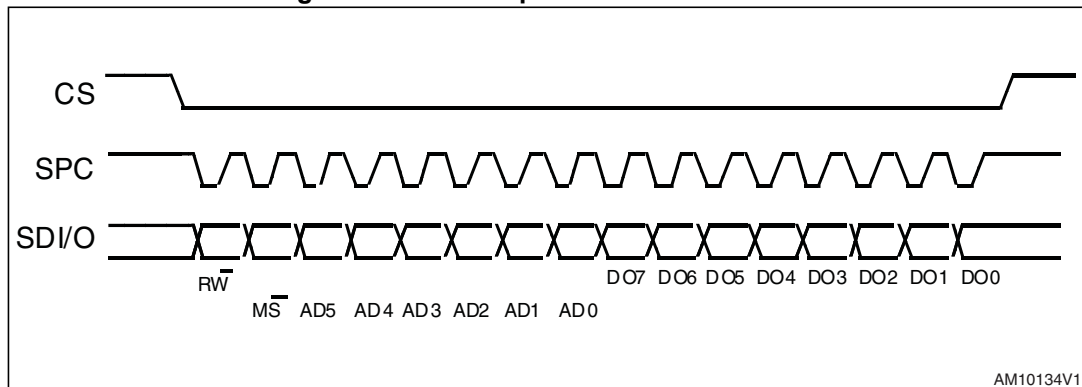 CS
SPC
SDI/O
RW
DO7 DO6 DO5 DO4 DO3 DO2 DO1 DO0
MS AD5 AD4 AD3 AD2 AD1 AD0
AM10134V1